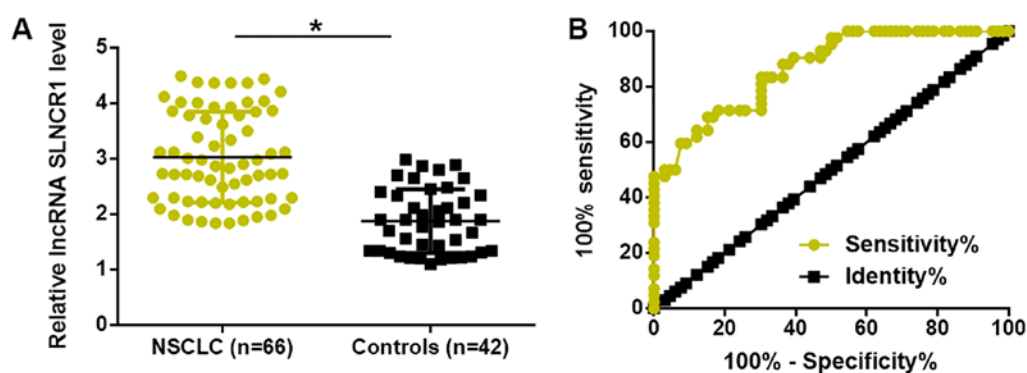 A
*
Relative lncRNA SLNCR1 level
5
4
3
2
1
0
NSCLC (n=66)
Controls (n=42)
B
100% sensitivity
100
80
60
40
20
0
Sensitivity%
Identity%
0
20
40
60
80
100
100% - Specificity%